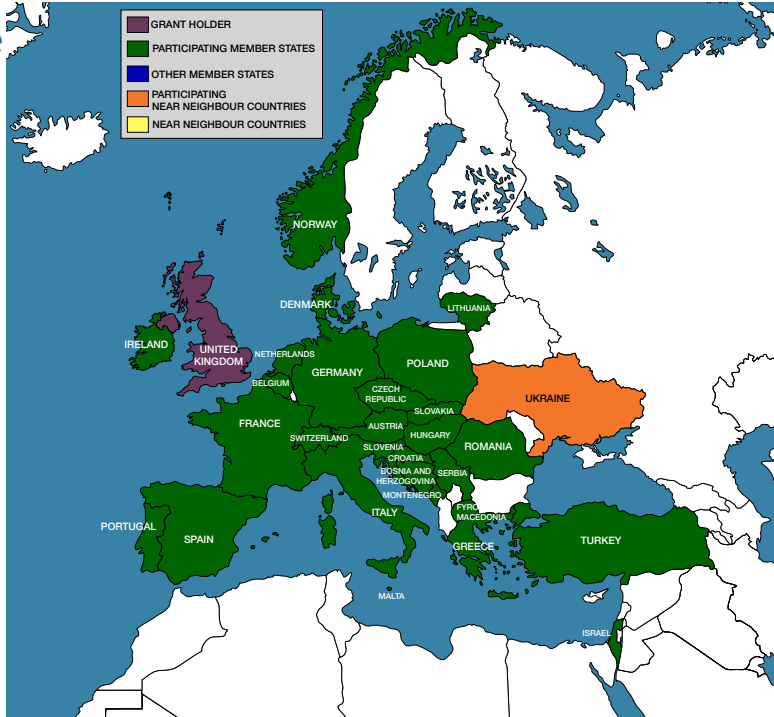 GRANT HOLDER
PARTICIPATING MEMBER STATES
OTHER MEMBER STATES
PARTICIPATING
NEAR NEIGHBOUR COUNTRIES
NEAR NEIGHBOUR COUNTRIES
NORWAY
DENMARK
LITHUANIA
IRELAND
UNITED
KINGDOM
NETHERLANDS
BELGIUM
GERMANY
POLAND
CZECH
REPUBLIC
UKRAINE
SLOVAKIA
FRANCE
AUSTRIA
SWITZERLAND
HUNGARY
SLOVENIA
ROMANIA
CROATIA
BOSNIA AND
HERZOGOVINA
SERBIA
MONTENEGRO
ITALY
FYRO
MACEDONIA
PORTUGAL
SPAIN
GREECE
TURKEY
MALTA
ISRAEL